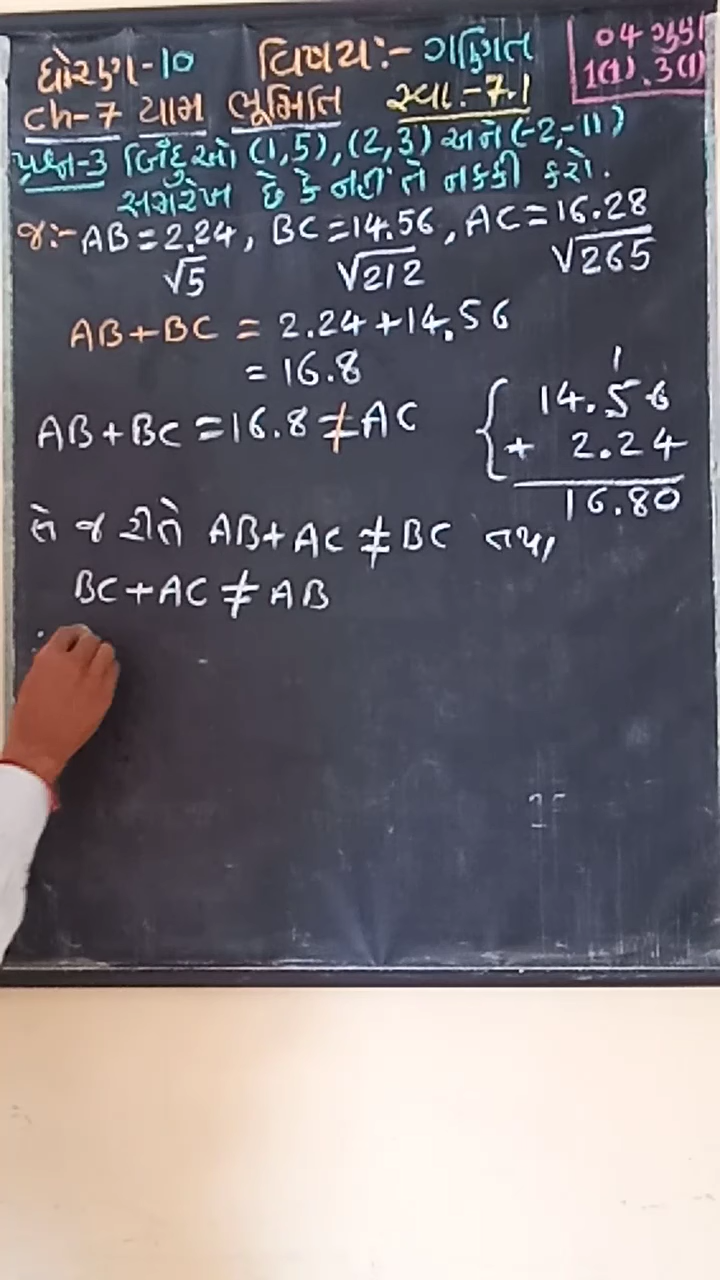 ધોરણ-10 વિષય:- ગણિત
04 ગુણ
1(1), 3(1)
Ch-7 યામ ભૂમિતિ સ્વા.-7.1
પ્રશ્ન-3 બિંદુઓ (1,5), (2,3) અને (-2,-11)
સમરેખ છે કે નહીં તે નક્કી કરો.
જ:- AB = 2.24, BC = 14.56, AC = 16.28
√5 √212 √265
AB+BC = 2.24+14.56
= 16.8
AB+BC = 16.8 ≠ AC
1
14.56
+ 2.24
16.80
તે જ રીતે AB+AC ≠ BC તથા
BC+AC ≠ AB